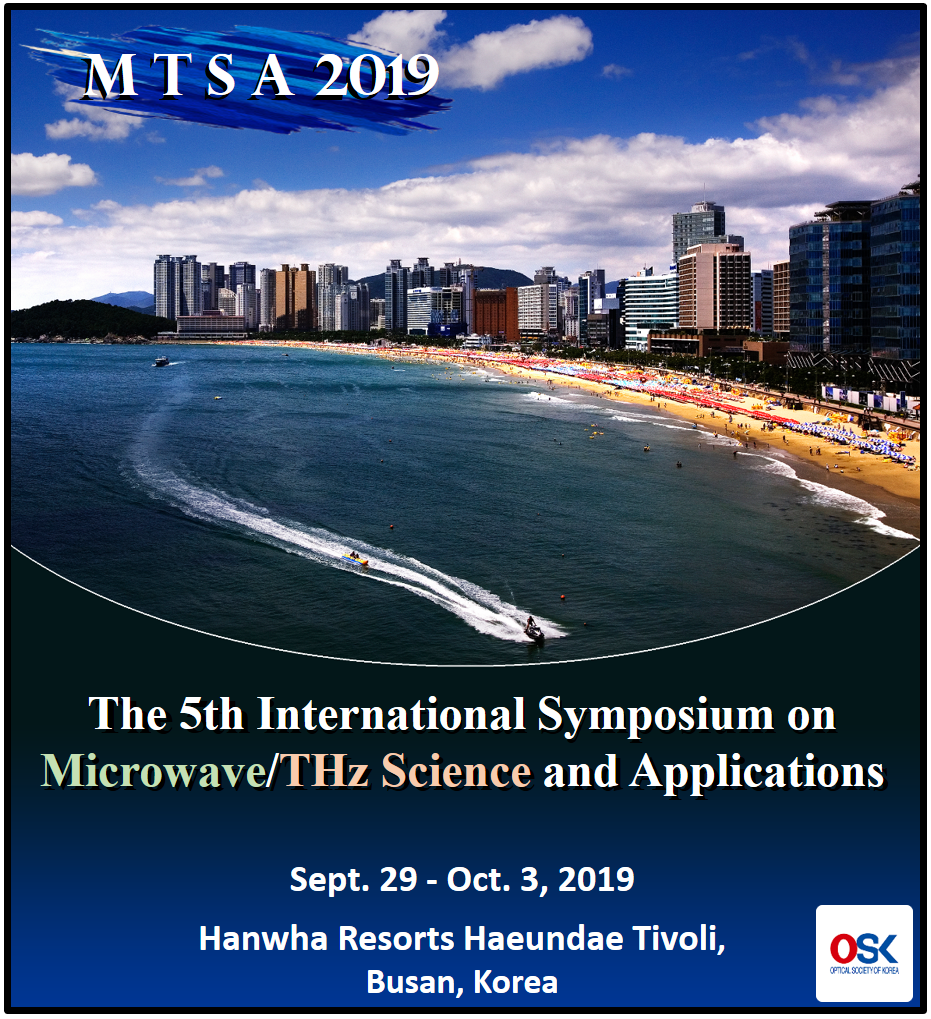 M T S A 2019
The 5th International Symposium on
Microwave/THz Science and Applications
Sept. 29 - Oct. 3, 2019
Hanwha Resorts Haeundae Tivoli,
Busan, Korea
OSK
OPTICAL SOCIETY OF KOREA